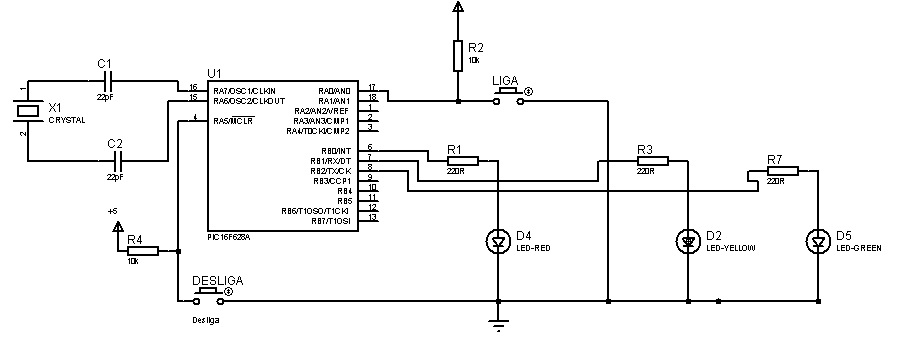 C1
22pF
1
X1
CRYSTAL
2
C2
22pF
U1
16 RA7/OSC1/CLKIN
15 RA6/OSC2/CLKOUT
4 RA5/MCLR
RA0/AN0 17
RA1/AN1 18
RA2/AN2/VREF 1
RA3/AN3/CMP1 2
RA4/T0CKI/CMP2 3
RB0/INT 6
RB1/RX/DT 7
RB2/TX/CK 8
RB3/CCP1 9
RB4 10
RB5 11
RB6/T1OSO/T1CKI 12
RB7/T1OSI 13
PIC16F628A
R2
10k
LIGA
R1
220R
R3
220R
R7
220R
+5
R4
10k
D4
LED-RED
D2
LED-YELLOW
D5
LED-GREEN
DESLIGA
Desliga